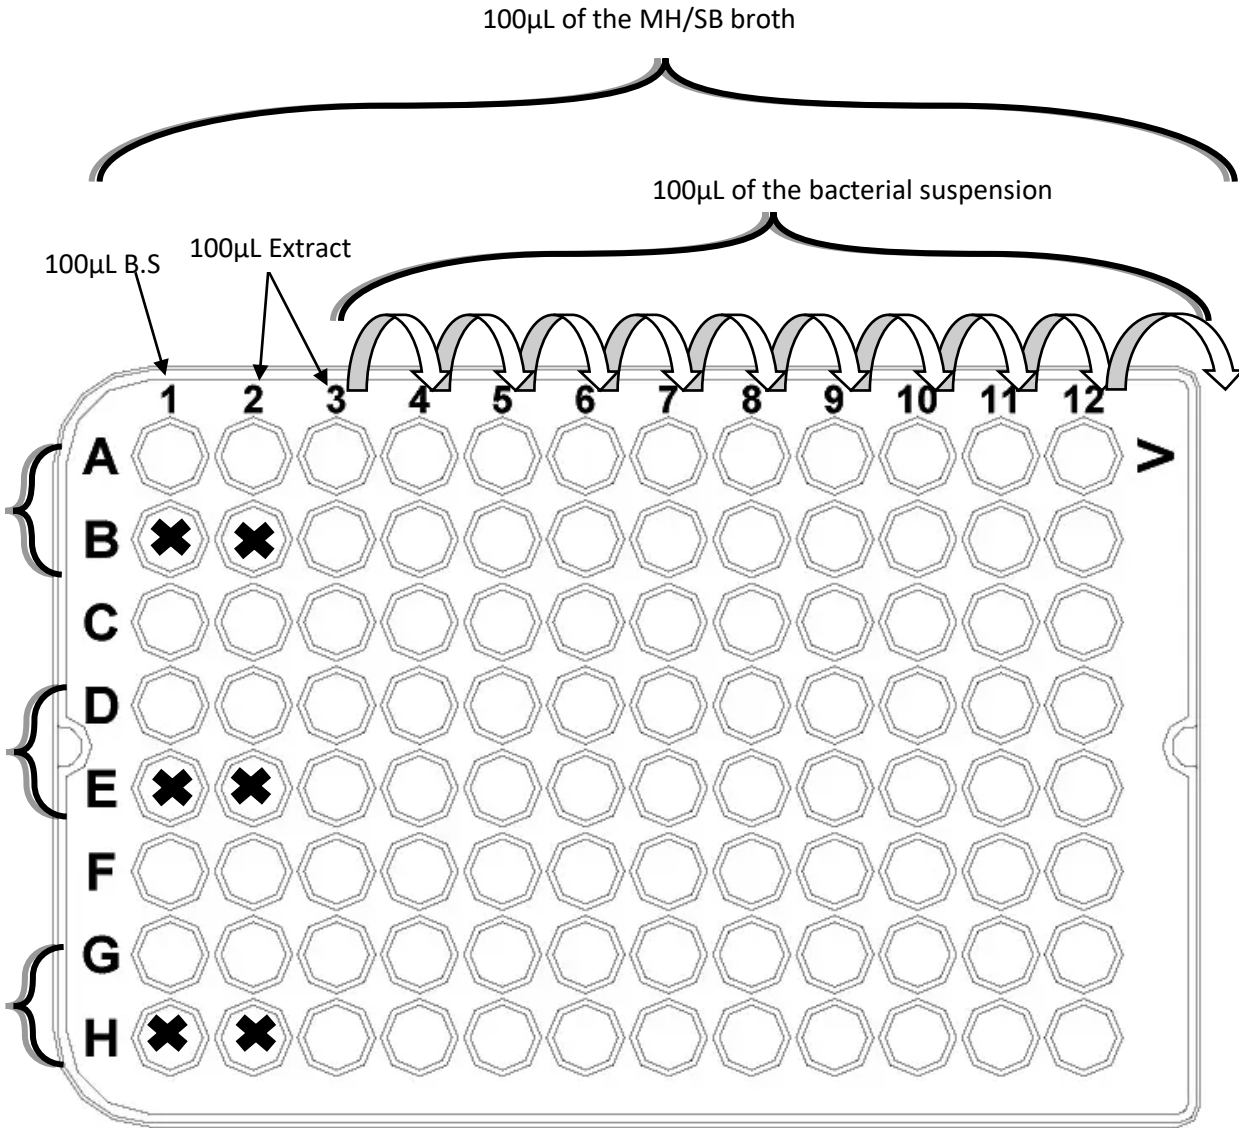 100µL of the MH/SB broth
100µL of the bacterial suspension
100µL B.S
100µL Extract
1 2 3 4 5 6 7 8 9 10 11 12
A >
B
C
D
E
F
G
H